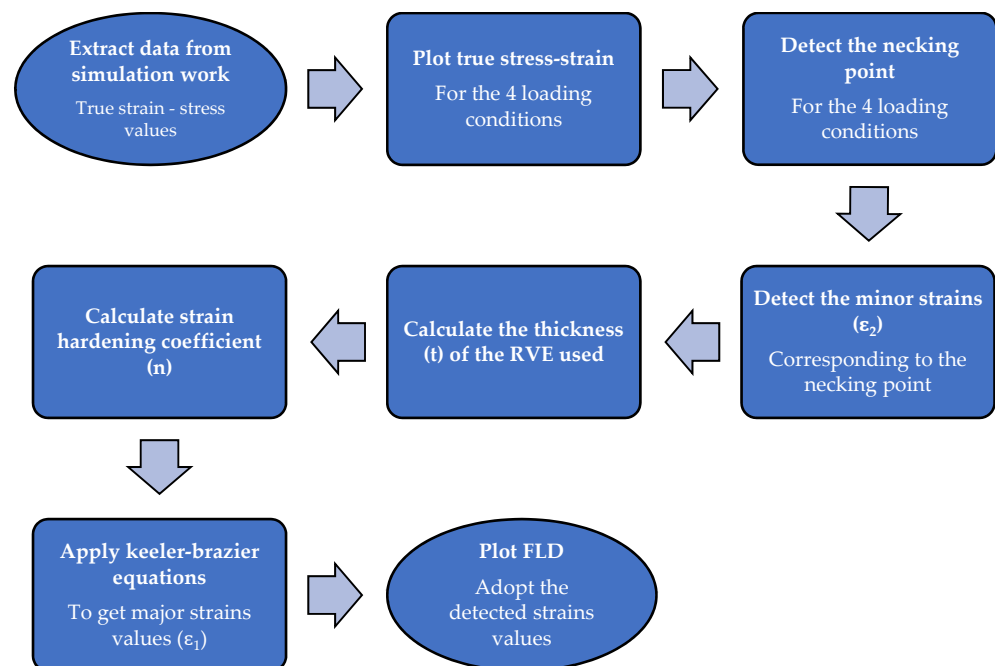 Extract data from
simulation work
True strain - stress
values
Plot true stress-strain
For the 4 loading
conditions
Detect the necking
point
For the 4 loading
conditions
Detect the minor strains
(ε₂)
Corresponding to the
necking point
Calculate the thickness
(t) of the RVE used
Calculate strain
hardening coefficient
(n)
Apply keeler-brazier
equations
To get major strains
values (ε₁)
Plot FLD
Adopt the
detected strains
values